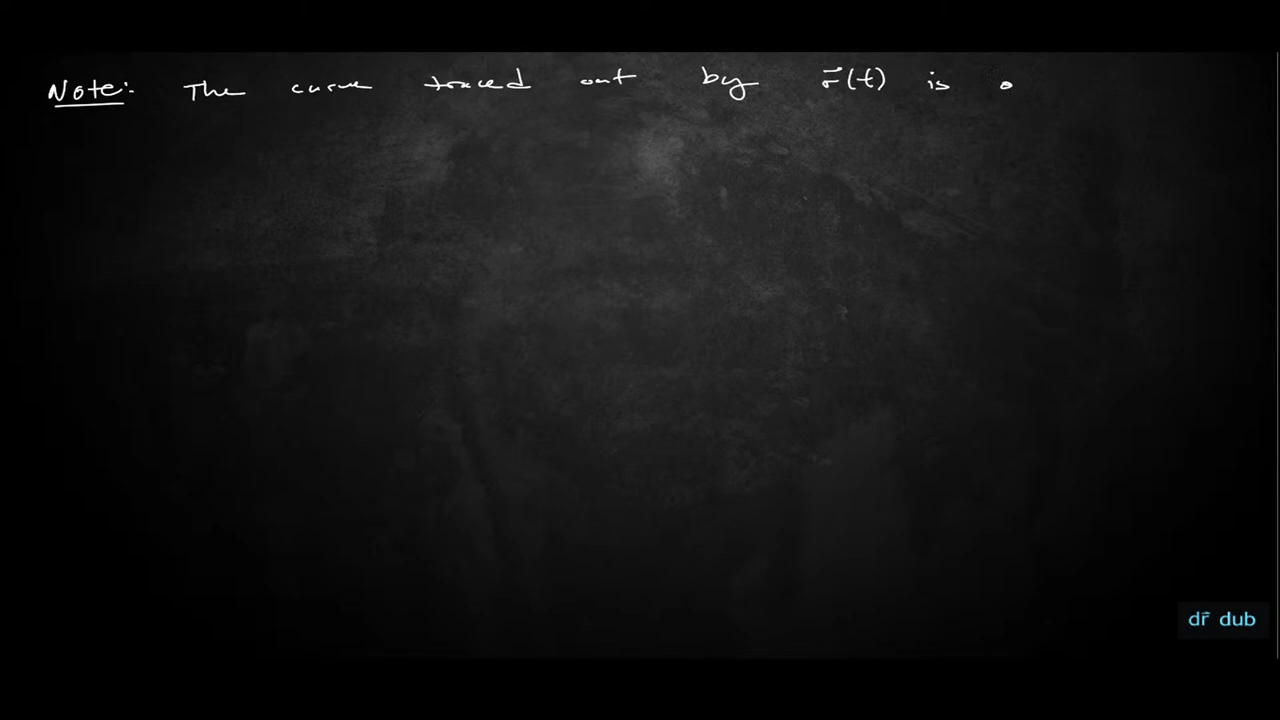 Note:- The curve traced out by r⃗(t) is o
dr⃗ dub